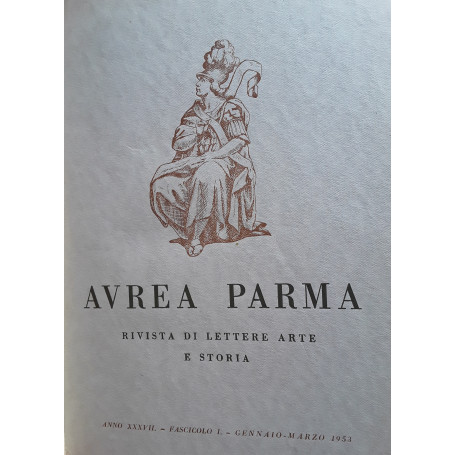 AVREA PARMA
RIVISTA DI LETTERE ARTE
E STORIA
ANNO XXXVII. - FASCICOLO I. - GENNAIO-MARZO 1953